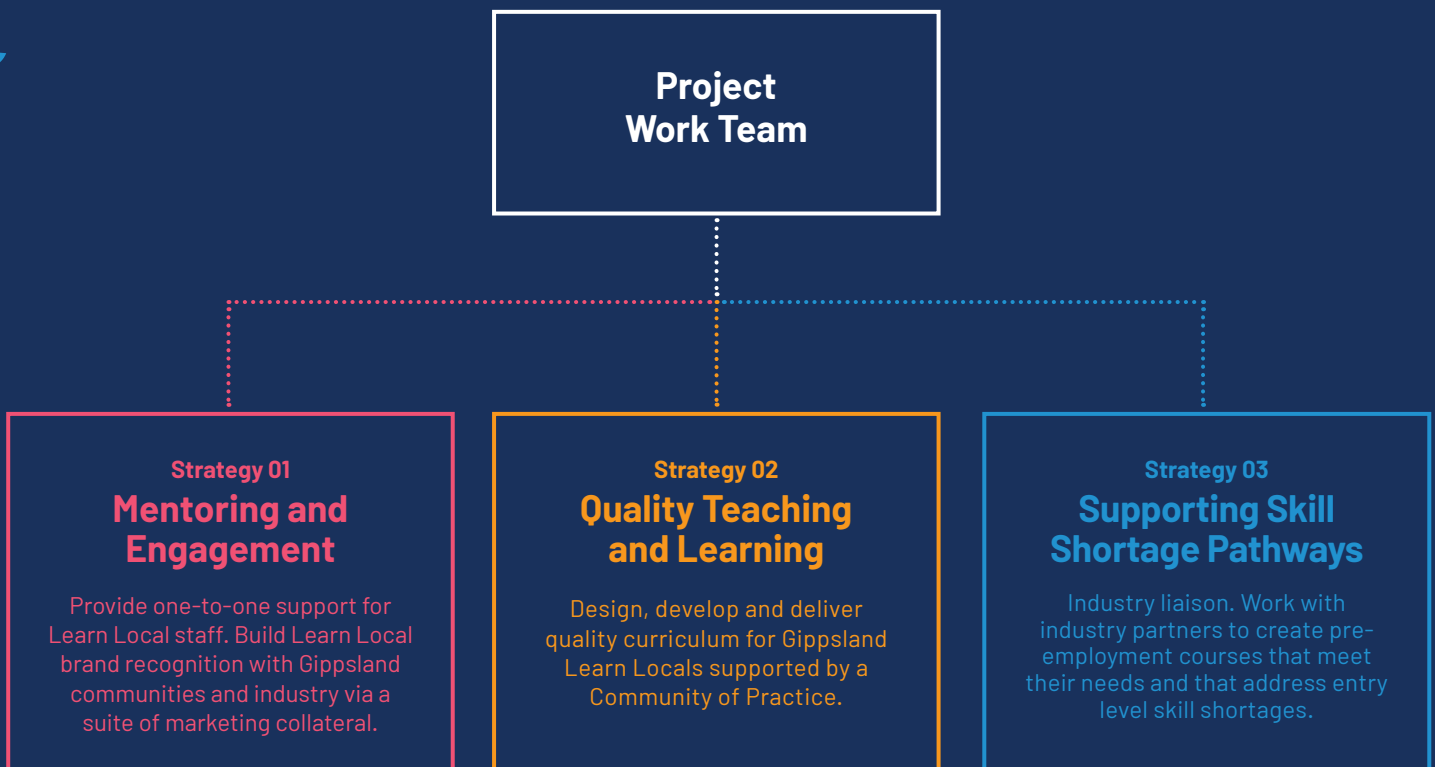 Project
Work Team
Strategy 01
Mentoring and
Engagement
Provide one-to-one support for
Learn Local staff. Build Learn Local
brand recognition with Gippsland
communities and industry via a
suite of marketing collateral.
Strategy 02
Quality Teaching
and Learning
Design, develop and deliver
quality curriculum for Gippsland
Learn Locals supported by a
Community of Practice.
Strategy 03
Supporting Skill
Shortage Pathways
Industry liaison. Work with
industry partners to create pre-
employment courses that meet
their needs and that address entry
level skill shortages.